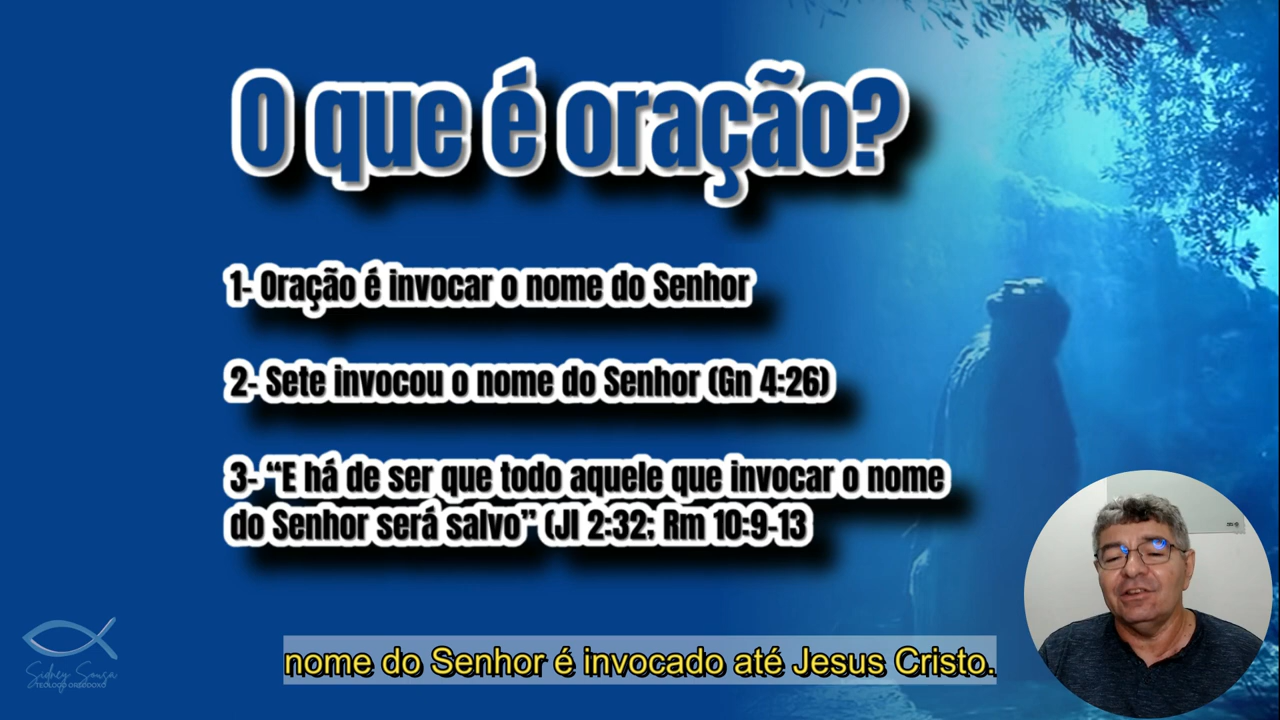 O que é oração?
1- Oração é invocar o nome do Senhor
2- Sete invocou o nome do Senhor (Gn 4:26)
3- “E há de ser que todo aquele que invocar o nome
do Senhor será salvo” (Jl 2:32; Rm 10:9-13
Sidney Sousa
TEÓLOGO ORTODOXO
nome do Senhor é invocado até Jesus Cristo.